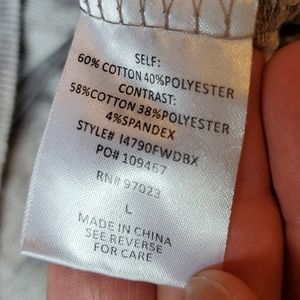 SELF:
60% COTTON 40%POLYESTER
CONTRAST:
58%COTTON 38%POLYESTER
4%SPANDEX
STYLE# I4790FWDBX
PO# 109467
RN# 97023
L
MADE IN CHINA
SEE REVERSE
FOR CARE